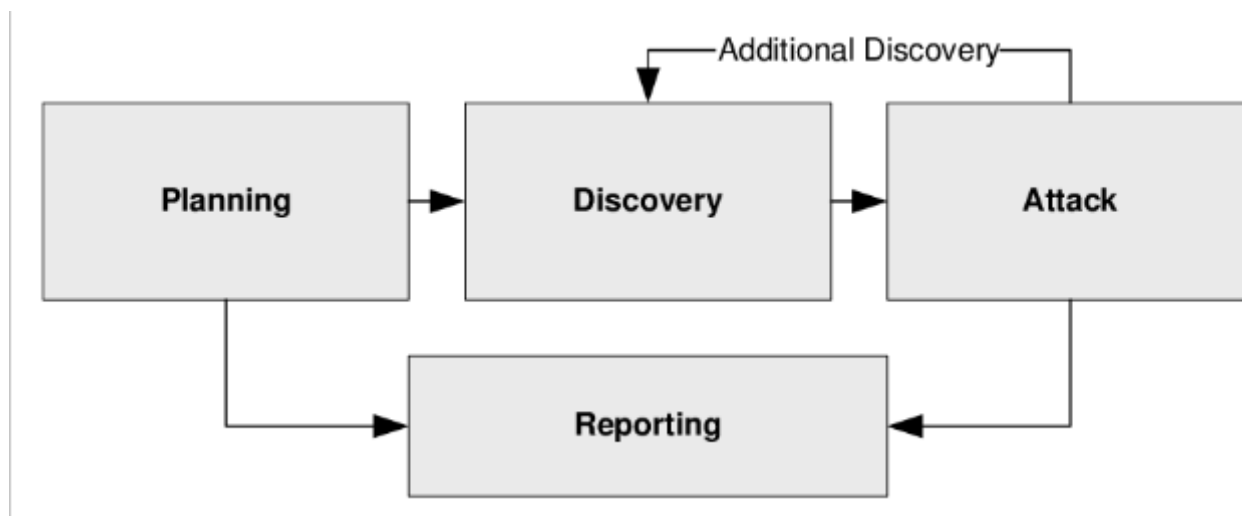 Additional Discovery
Planning
Discovery
Attack
Reporting